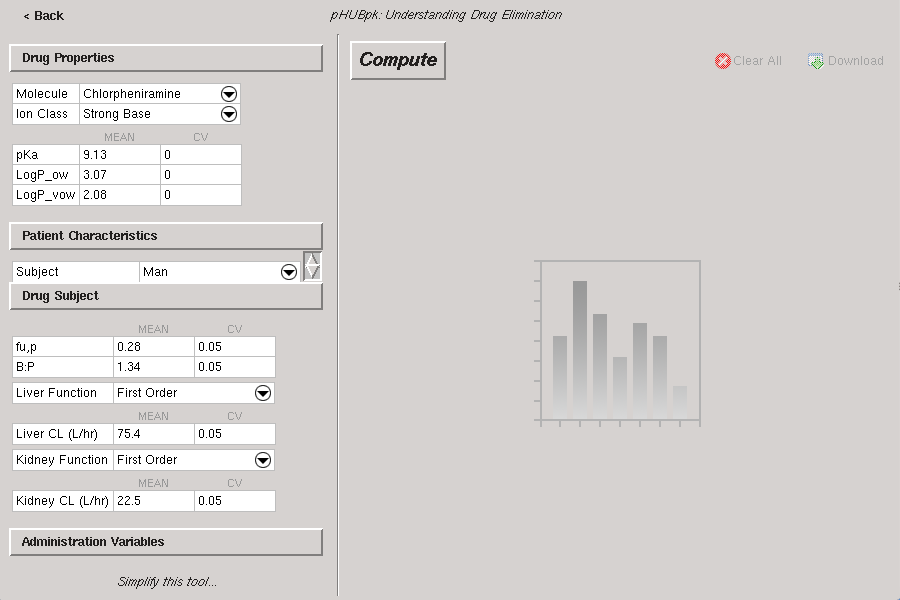 < Back
pHUBpk: Understanding Drug Elimination
Drug Properties
Compute
Clear All
Download
Molecule Chlorpheniramine
Ion Class Strong Base
MEAN CV
pKa 9.13 0
LogP_ow 3.07 0
LogP_vow 2.08 0
Patient Characteristics
Subject Man
Drug Subject
MEAN CV
fu,p 0.28 0.05
B:P 1.34 0.05
Liver Function First Order
MEAN CV
Liver CL (L/hr) 75.4 0.05
Kidney Function First Order
MEAN CV
Kidney CL (L/hr) 22.5 0.05
Administration Variables
Simplify this tool...